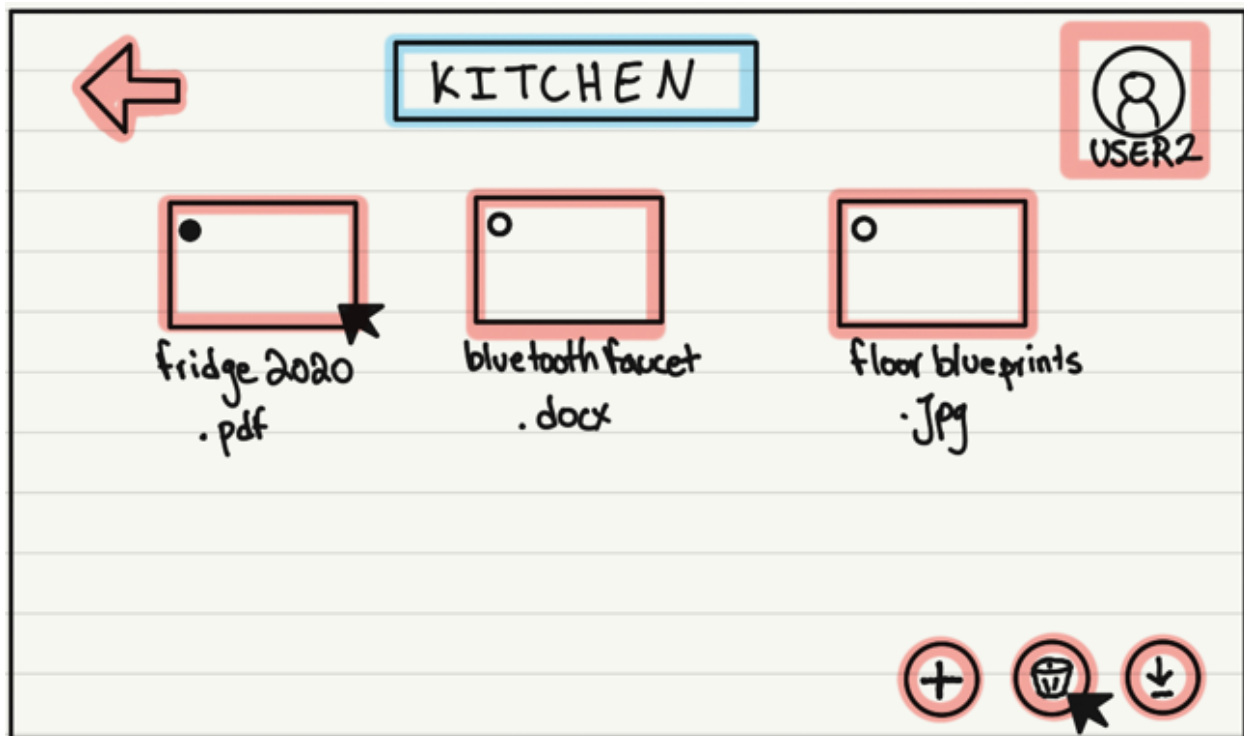 KITCHEN
USER2
fridge 2020
.pdf
bluetooth faucet
.docx
floor blueprints
.jpg